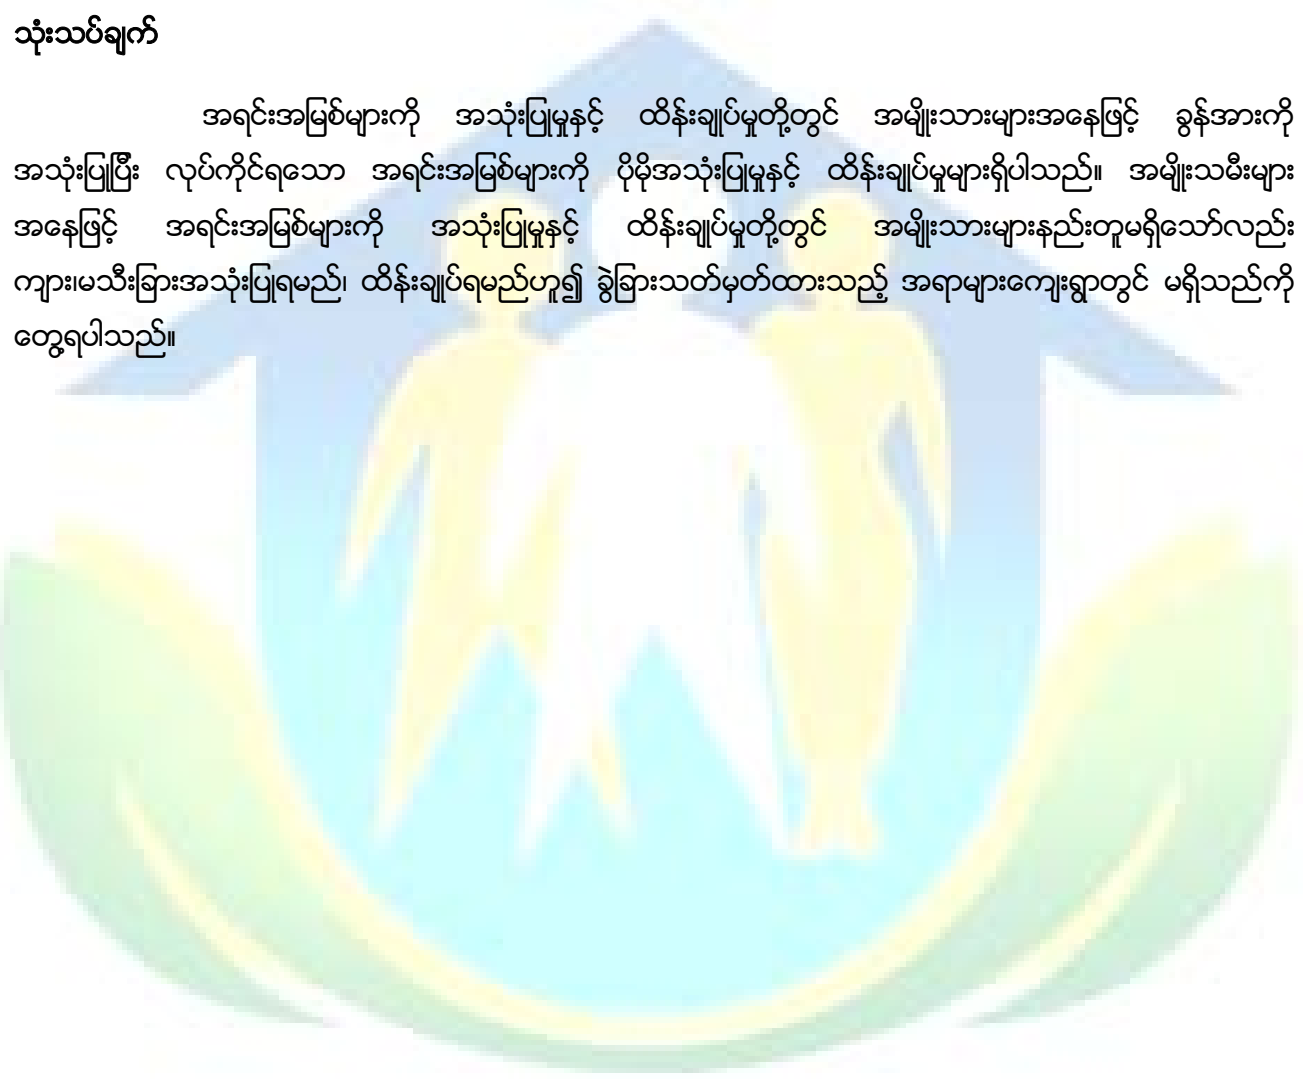 သုံးသပ်ချက်
အရင်းအမြစ်များကို အသုံးပြုမှုနှင့် ထိန်းချုပ်မှုတို့တွင် အမျိုးသားများအနေဖြင့် ခွန်အားကို
အသုံးပြုပြီး လုပ်ကိုင်ရသော အရင်းအမြစ်များကို ပိုမိုအသုံးပြုမှုနှင့် ထိန်းချုပ်မှုများရှိပါသည်။ အမျိုးသမီးများ
အနေဖြင့် အရင်းအမြစ်များကို အသုံးပြုမှုနှင့် ထိန်းချုပ်မှုတို့တွင် အမျိုးသားများနည်းတူမရှိသော်လည်း
ကျား၊မသီးခြားအသုံးပြုရမည်၊ ထိန်းချုပ်ရမည်ဟူ၍ ခွဲခြားသတ်မှတ်ထားသည့် အရာများကျေးရွာတွင် မရှိသည်ကို
တွေ့ရပါသည်။